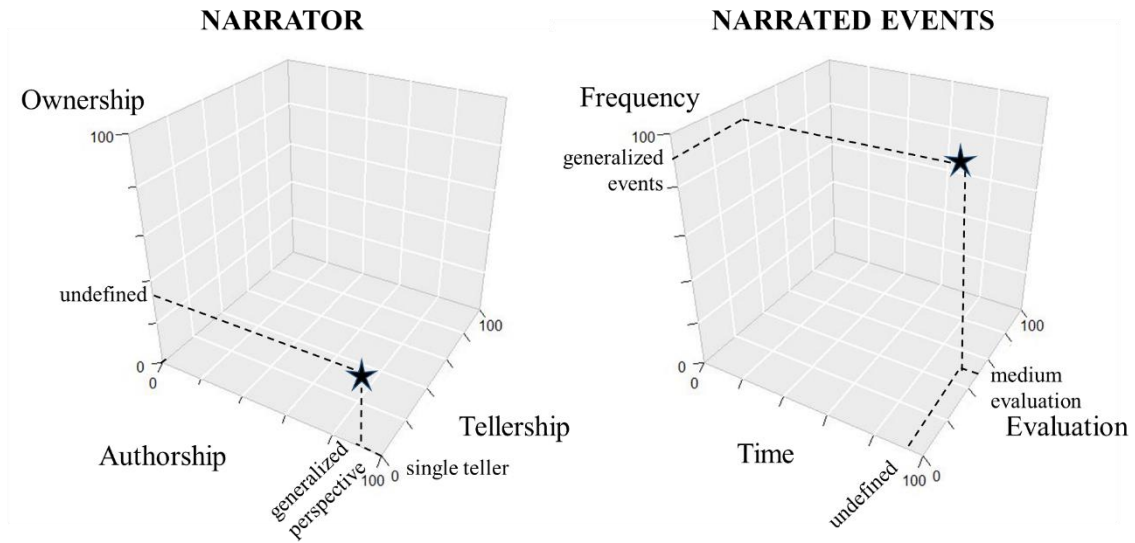 NARRATOR
Ownership
100
undefined
0
0
Authorship
generalized
perspective
100
0
single teller
Tellership
100
NARRATED EVENTS
Frequency
100
generalized
events
0
0
Time
undefined
100
0
medium
evaluation
Evaluation
100